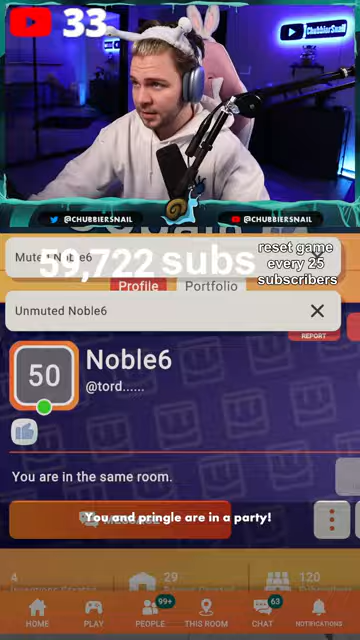 33
ChubbierSnail
@CHUBBIERSNAIL
@CHUBBIERSNAIL
Muted Noble6
59,722 subs
reset game
every 25
subscribers
Profile
Portfolio
Unmuted Noble6
REPORT
50
Noble6
@tord......
You are in the same room.
You and pringle are in a party!
4
29
120
99+
63
HOME
PLAY
PEOPLE
THIS ROOM
CHAT
NOTIFICATIONS